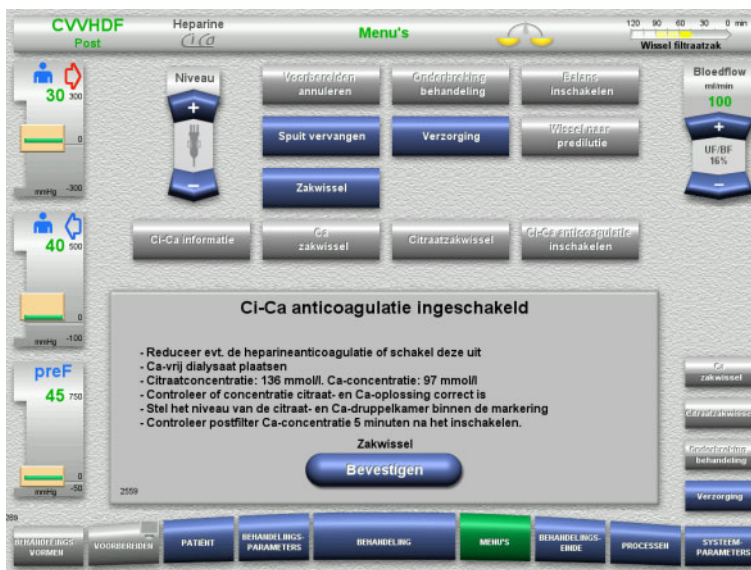 CVVHDF
Post
Heparine
Ci Ca
Menu's
120 90 60 30 0 min
Wissel filtraatzak
30 300
0
mmHg -300
40 500
0
mmHg -100
preF
45 750
0
mmHg -50
Niveau
+
−
Voorbereiden
annuleren
Onderbreking
behandeling
Balans
inschakelen
Spuit vervangen
Verzorging
Wissel naar
predilutie
Zakwissel
Bloedflow
ml/min
100
+
UF/BF
16%
−
Ci-Ca informatie
Ca
zakwissel
Citraatzakwissel
Ci-Ca anticoagulatie
inschakelen
Ci-Ca anticoagulatie ingeschakeld
- Reduceer evt. de heparineanticoagulatie of schakel deze uit
- Ca-vrij dialysaat plaatsen
- Citraatconcentratie: 136 mmol/l. Ca-concentratie: 97 mmol/l
- Controleer of concentratie citraat- en Ca-oplossing correct is
- Stel het niveau van de citraat- en Ca-druppelkamer binnen de markering
- Controleer postfilter Ca-concentratie 5 minuten na het inschakelen.
Zakwissel
Bevestigen
2559
Ca
zakwissel
Citraatzakwissel
Onderbreking
behandeling
Verzorging
BEHANDELINGS-
VORMEN
VOORBEREIDEN
PATIËNT
BEHANDELINGS-
PARAMETERS
BEHANDELING
MENU'S
BEHANDELINGS-
EINDE
PROCESSEN
SYSTEEM-
PARAMETERS